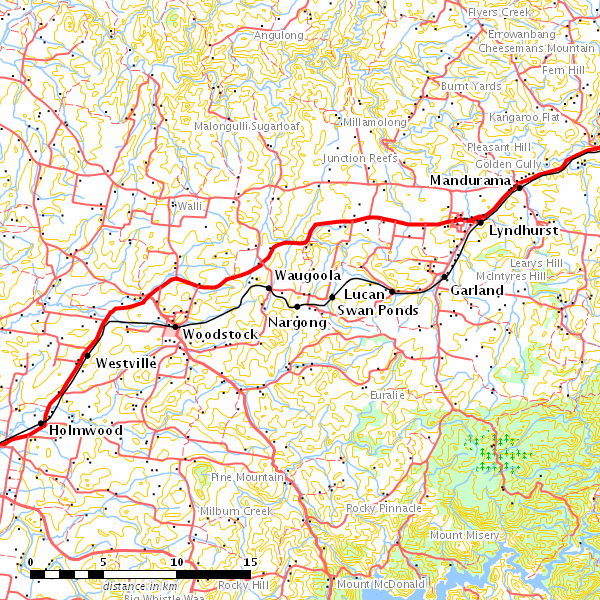 Flyers Creek
Errowanbang
Angulong
Cheesemans Mountain
Fern Hill
Burnt Yards
Kangaroo Flat
Millamolong
Malongulli Sugarloaf
Pleasant Hill
Junction Reefs
Golden Gully
Mandurama
Walli
Lyndhurst
Learys Hill
McIntyres Hill
Waugoola
Garland
Lucan
Swan Ponds
Nargong
Woodstock
Westville
Euralie
Holmwood
Pine Mountain
Milburn Creek
Rocky Pinnacle
Mount Misery
0 5 10 15
distance in km
Rocky Hill
Mount McDonald
Big Whistle Waa